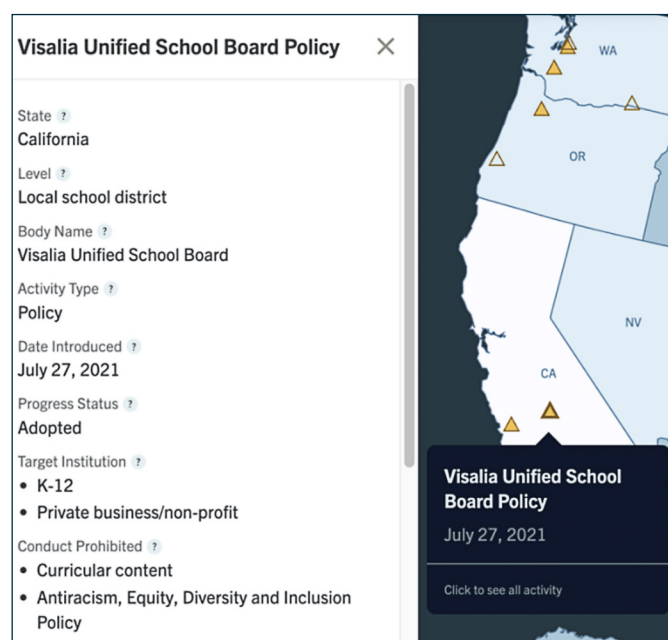 Visalia Unified School Board Policy ×
State ?
California
Level ?
Local school district
Body Name ?
Visalia Unified School Board
Activity Type ?
Policy
Date Introduced ?
July 27, 2021
Progress Status ?
Adopted
Target Institution ?
• K-12
• Private business/non-profit
Conduct Prohibited ?
• Curricular content
• Antiracism, Equity, Diversity and Inclusion
Policy
WA
OR
NV
CA
Visalia Unified School
Board Policy
July 27, 2021
Click to see all activity